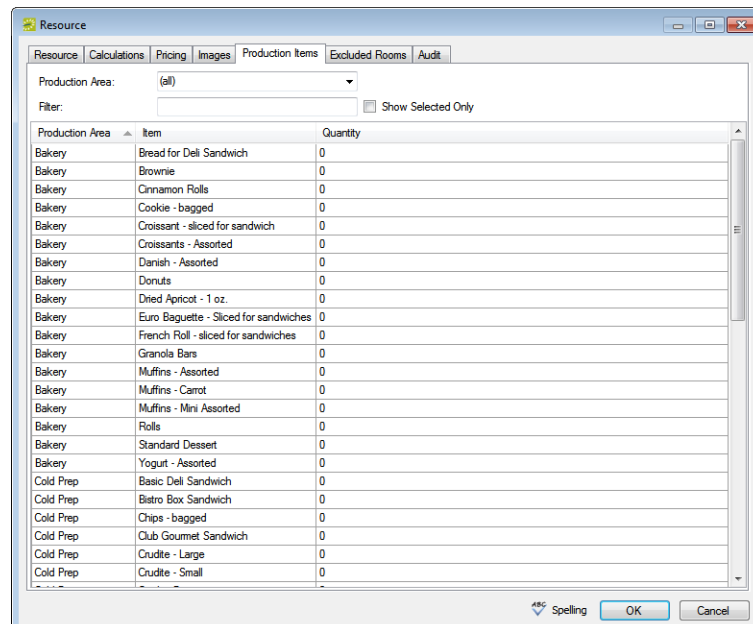 Resource
Resource Calculations Pricing Images Production Items Excluded Rooms Audit
Production Area: (all)
Filter: Show Selected Only
Production Area Item Quantity
Bakery Bread for Deli Sandwich 0
Bakery Brownie 0
Bakery Cinnamon Rolls 0
Bakery Cookie - bagged 0
Bakery Croissant - sliced for sandwich 0
Bakery Croissants - Assorted 0
Bakery Danish - Assorted 0
Bakery Donuts 0
Bakery Dried Apricot - 1 oz. 0
Bakery Euro Baguette - Sliced for sandwiches 0
Bakery French Roll - sliced for sandwiches 0
Bakery Granola Bars 0
Bakery Muffins - Assorted 0
Bakery Muffins - Carrot 0
Bakery Muffins - Mini Assorted 0
Bakery Rolls 0
Bakery Standard Dessert 0
Bakery Yogurt - Assorted 0
Cold Prep Basic Deli Sandwich 0
Cold Prep Bistro Box Sandwich 0
Cold Prep Chips - bagged 0
Cold Prep Club Gourmet Sandwich 0
Cold Prep Crudite - Large 0
Cold Prep Crudite - Small 0
ABC Spelling OK Cancel